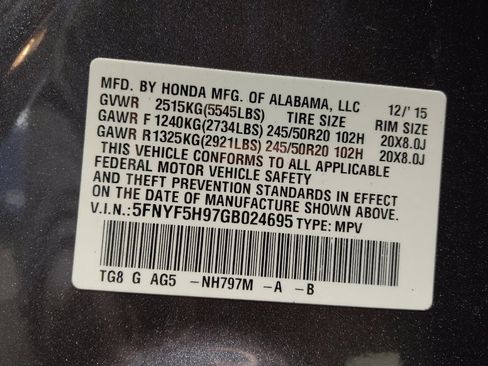 MFD. BY HONDA MFG. OF ALABAMA, LLC 12/'15
GVWR 2515KG(5545LBS) TIRE SIZE RIM SIZE
GAWR F 1240KG(2734LBS) 245/50R20 102H 20X8.0J
GAWR R1325KG(2921LBS) 245/50R20 102H 20X8.0J
THIS VEHICLE CONFORMS TO ALL APPLICABLE
FEDERAL MOTOR VEHICLE SAFETY
AND THEFT PREVENTION STANDARDS IN EFFECT
ON THE DATE OF MANUFACTURE SHOWN ABOVE.
V.I.N.:5FNYF5H97GB024695 TYPE: MPV
TG8 G AG5 -NH797M -A -B